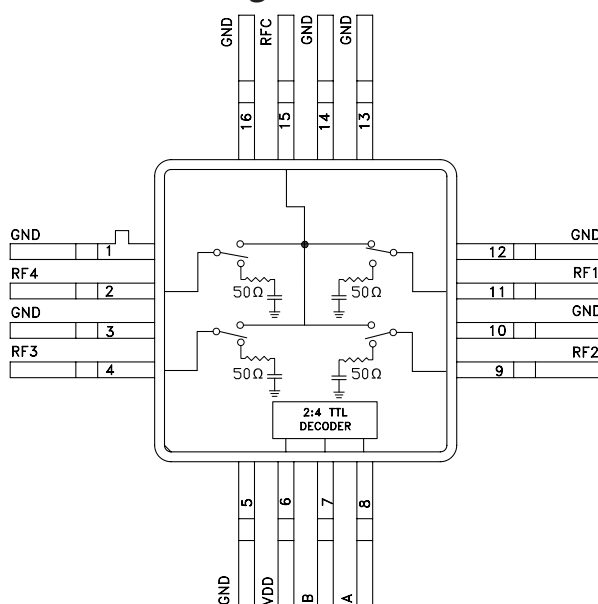 GND
RFC
GND
GND
16
15
14
13
GND
1
RF4
2
GND
3
RF3
4
GND
12
RF1
11
GND
10
RF2
9
50Ω
50Ω
50Ω
50Ω
2:4 TTL
DECODER
5
6
7
8
GND
VDD
B
A